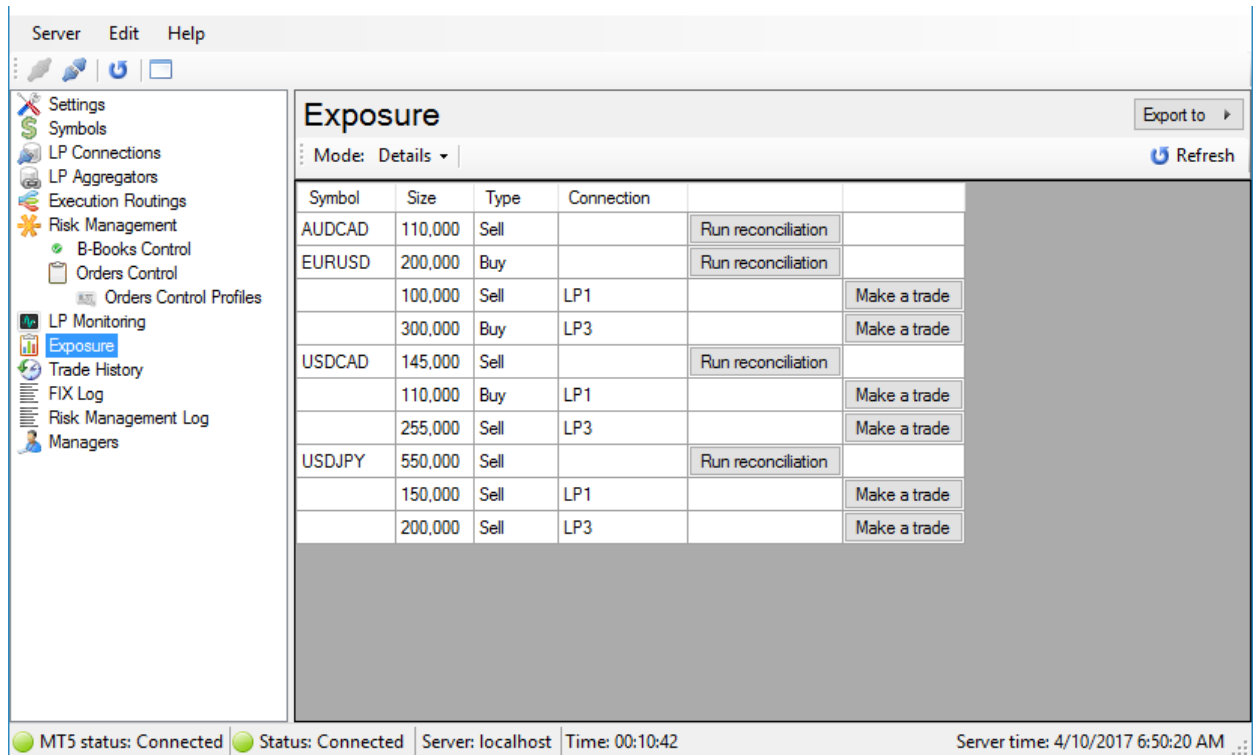 Server Edit Help
Settings
Symbols
LP Connections
LP Aggregators
Execution Routings
Risk Management
B-Books Control
Orders Control
Orders Control Profiles
LP Monitoring
Exposure
Trade History
FIX Log
Risk Management Log
Managers
Exposure Export to
Mode: Details Refresh
Symbol Size Type Connection
AUDCAD 110,000 Sell Run reconciliation
EURUSD 200,000 Buy Run reconciliation
100,000 Sell LP1 Make a trade
300,000 Buy LP3 Make a trade
USDCAD 145,000 Sell Run reconciliation
110,000 Buy LP1 Make a trade
255,000 Sell LP3 Make a trade
USDJPY 550,000 Sell Run reconciliation
150,000 Sell LP1 Make a trade
200,000 Sell LP3 Make a trade
MT5 status: Connected Status: Connected Server: localhost Time: 00:10:42 Server time: 4/10/2017 6:50:20 AM